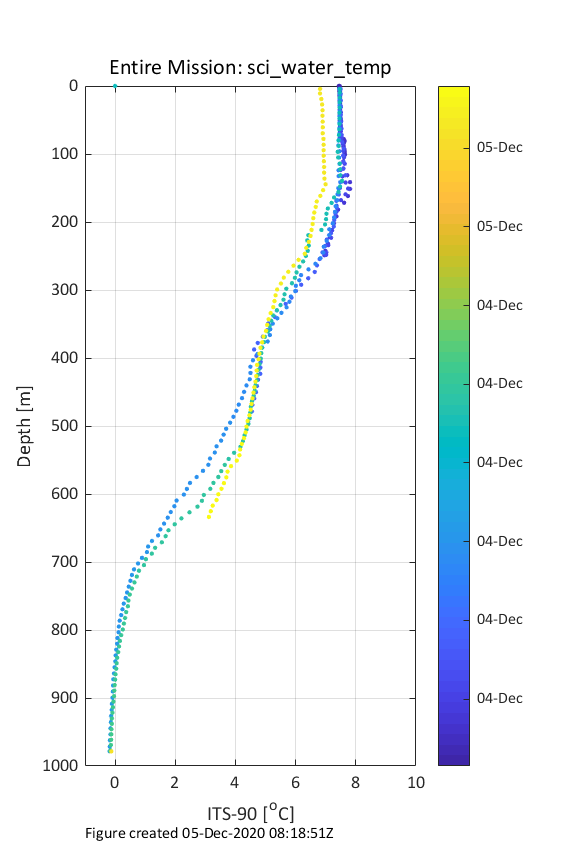 Entire Mission: sci_water_temp
0
100
200
300
400
500
600
700
800
900
1000
Depth [m]
0 2 4 6 8 10
ITS-90 [°C]
05-Dec
05-Dec
04-Dec
04-Dec
04-Dec
04-Dec
04-Dec
04-Dec
Figure created 05-Dec-2020 08:18:51Z